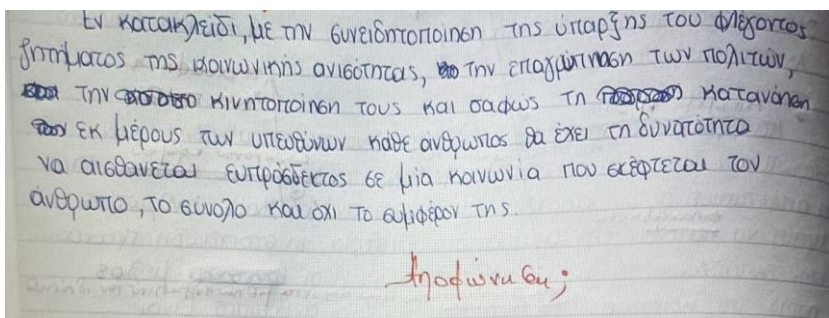 Εν κατακλείδι, με την συνειδητοποίηση της ύπαρξης του φλέγοντος
ζητήματος της κοινωνικής ανισότητας, την επαγρύπνηση των πολιτών,
την κινητοποίηση τους και σαφώς τη κατανόηση
εκ μέρους των υπευθύνων κάθε άνθρωπος θα έχει τη δυνατότητα
να αισθάνεται ευπρόσδεκτος σε μία κοινωνία που σκέφτεται τον
άνθρωπο, το σύνολο και όχι το συμφέρον της.
Αποφώνηση;